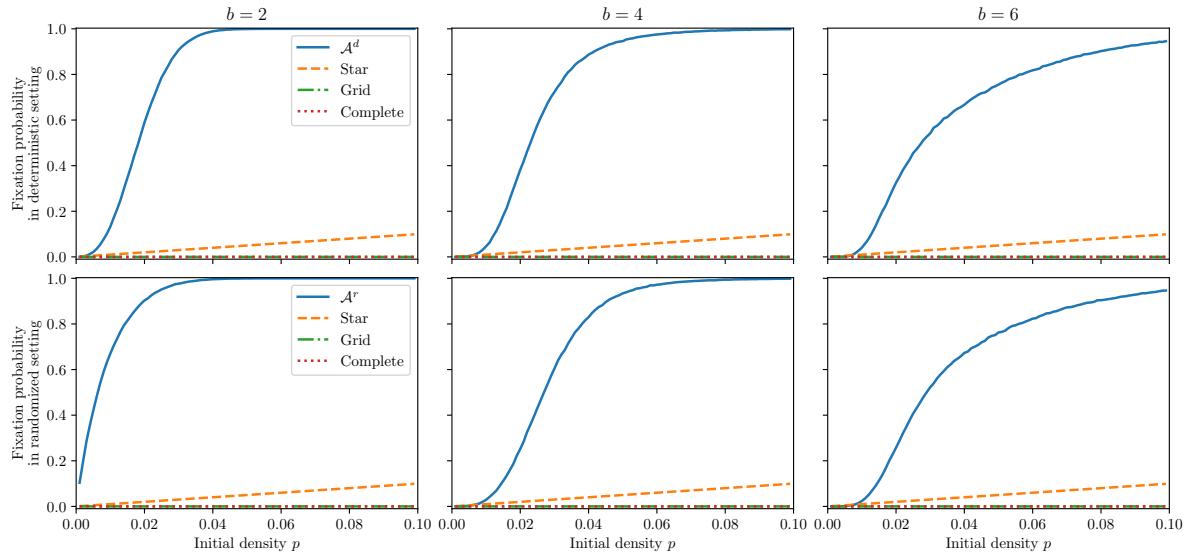 b = 2
b = 4
b = 6
Fixation probability
in deterministic setting
1.0
0.8
0.6
0.4
0.2
0.0
𝒜^d
Star
Grid
Complete
Fixation probability
in randomized setting
1.0
0.8
0.6
0.4
0.2
0.0
𝒜^r
Star
Grid
Complete
0.00 0.02 0.04 0.06 0.08 0.10
0.00 0.02 0.04 0.06 0.08 0.10
0.00 0.02 0.04 0.06 0.08 0.10
Initial density p
Initial density p
Initial density p